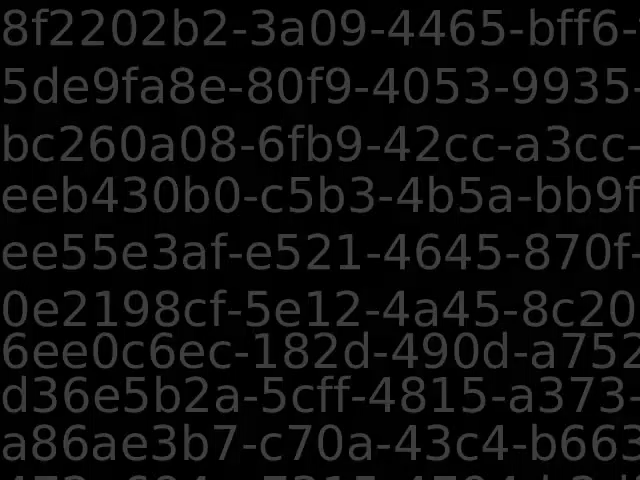 8f2202b2-3a09-4465-bff6-
5de9fa8e-80f9-4053-9935-
bc260a08-6fb9-42cc-a3cc-
eeb430b0-c5b3-4b5a-bb9f
ee55e3af-e521-4645-870f-
0e2198cf-5e12-4a45-8c20
6ee0c6ec-182d-490d-a752
d36e5b2a-5cff-4815-a373-
a86ae3b7-c70a-43c4-b663